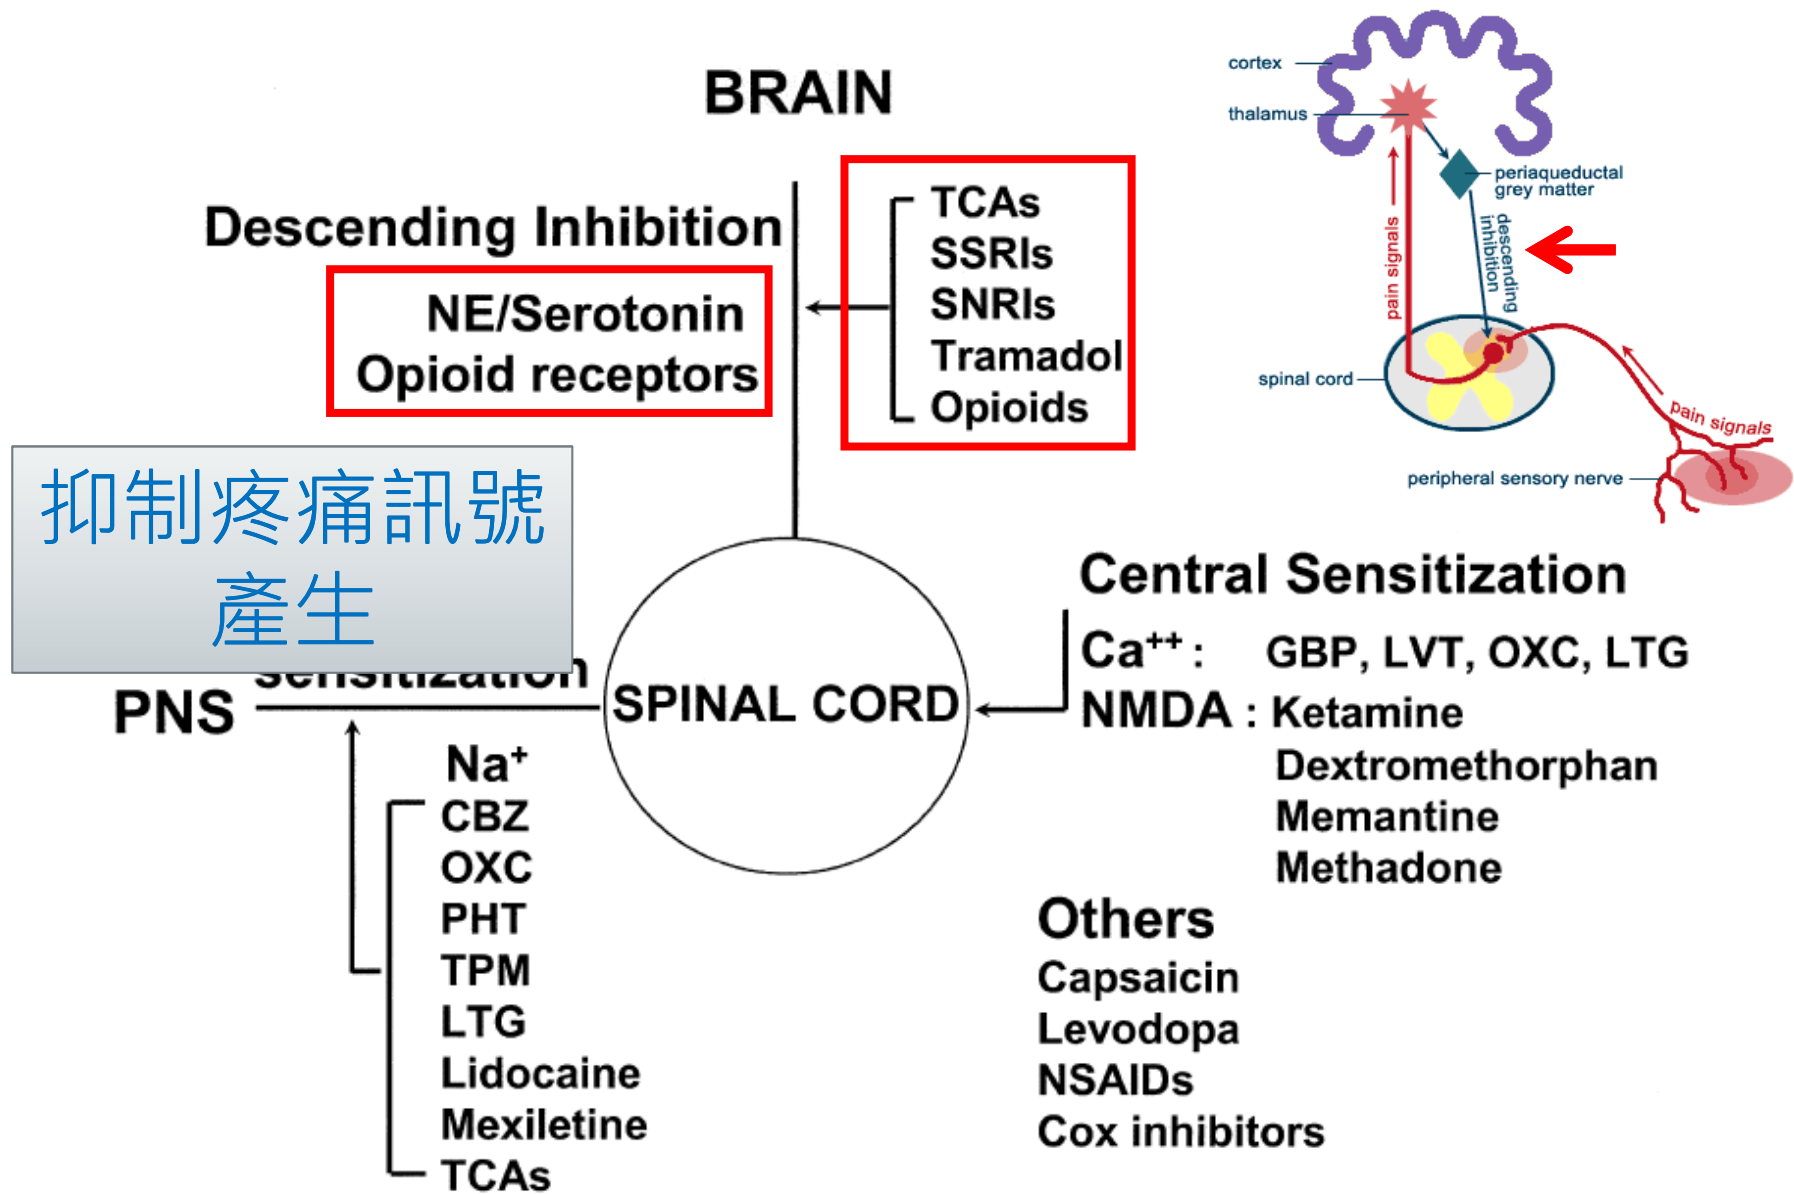 BRAIN
Descending Inhibition
NE/Serotonin
Opioid receptors
TCAs
SSRIs
SNRIs
Tramadol
Opioids
cortex
thalamus
periaqueductal
grey matter
pain signals
descending
inhibition
spinal cord
pain signals
peripheral sensory nerve
抑制疼痛訊號
產生
sensitization
PNS
SPINAL CORD
Central Sensitization
Ca++ : GBP, LVT, OXC, LTG
NMDA : Ketamine
Dextromethorphan
Memantine
Methadone
Na+
CBZ
OXC
PHT
TPM
LTG
Lidocaine
Mexiletine
TCAs
Others
Capsaicin
Levodopa
NSAIDs
Cox inhibitors